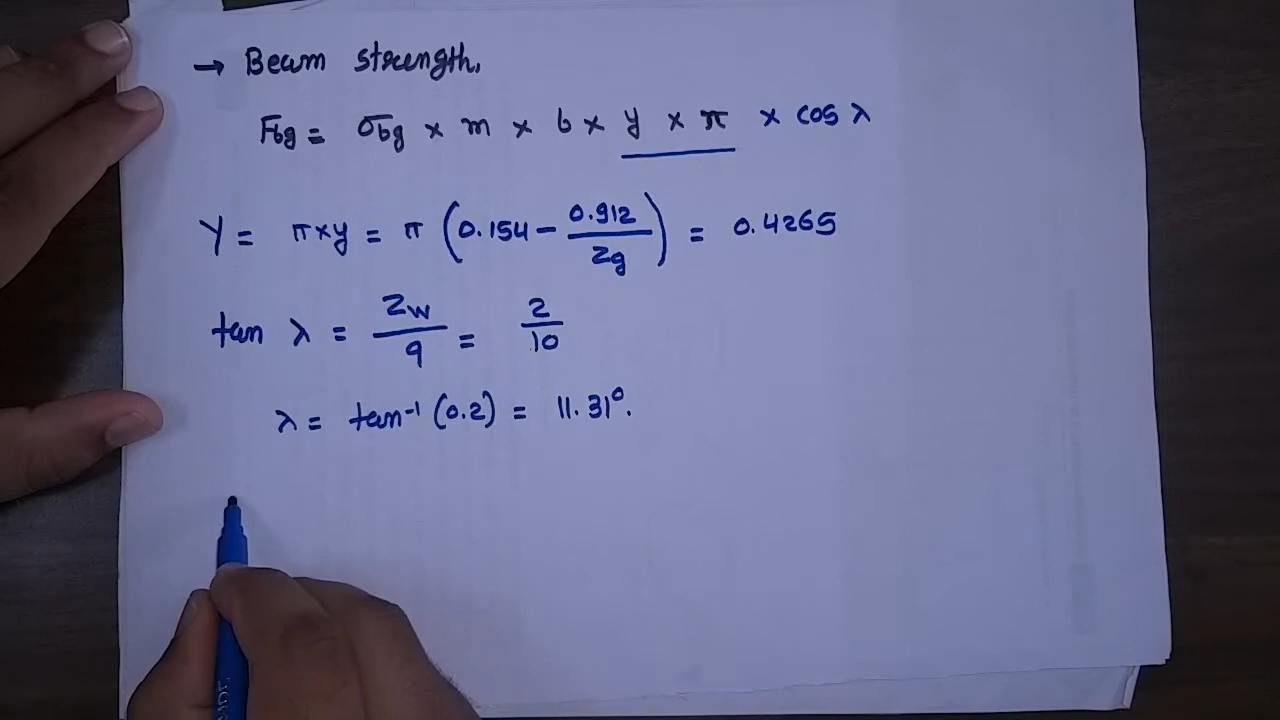 → Beam strength,
Fbg = σbg × m × b × y × π × cos λ
Y = π×y = π (0.154 - 0.912/Zg) = 0.4265
tan λ = Zw/q = 2/10
λ = tan⁻¹ (0.2) = 11.31°.